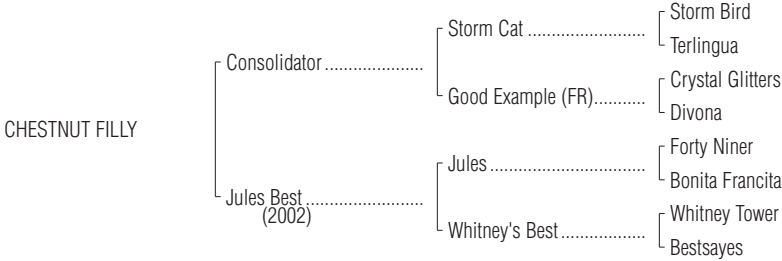 Storm Bird
Storm Cat ........................
Terlingua
Consolidator ....................
Crystal Glitters
Good Example (FR)...........
Divona
CHESTNUT FILLY
Forty Niner
Jules ................................
Bonita Francita
Jules Best ........................
(2002)
Whitney Tower
Whitney's Best .................
Bestsayes